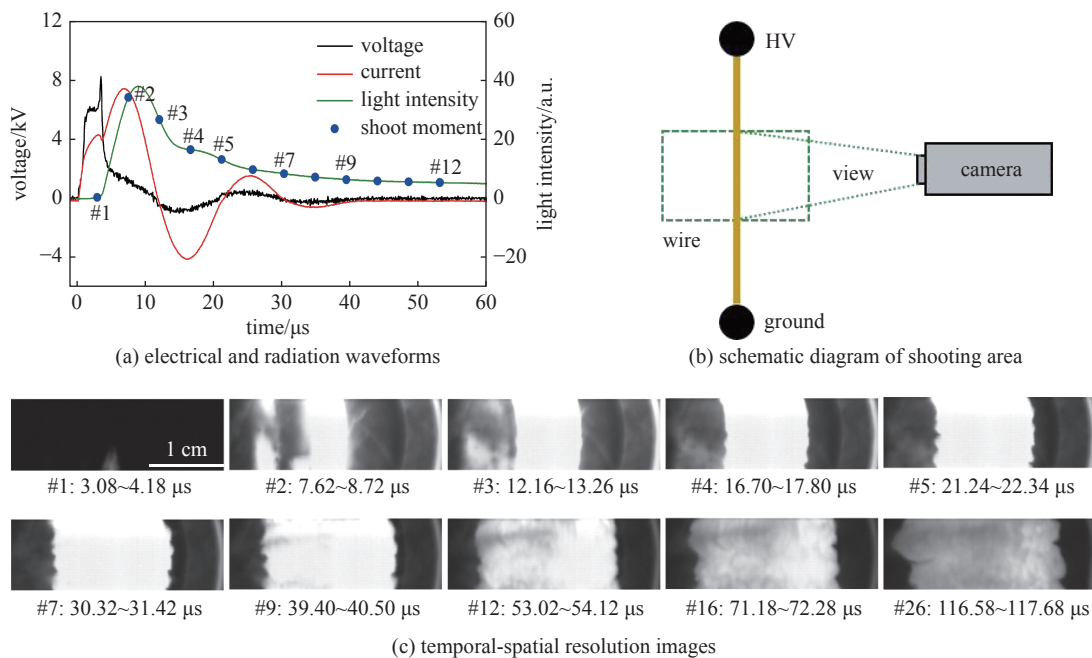 12
8
4
0
−4
60
40
20
0
−20
voltage/kV
light intensity/a.u.
voltage
current
light intensity
shoot moment
#1
#2
#3
#4
#5
#7
#9
#12
0 10 20 30 40 50 60
time/μs
(a) electrical and radiation waveforms
HV
view
camera
wire
ground
(b) schematic diagram of shooting area
1 cm
#1: 3.08~4.18 μs
#2: 7.62~8.72 μs
#3: 12.16~13.26 μs
#4: 16.70~17.80 μs
#5: 21.24~22.34 μs
#7: 30.32~31.42 μs
#9: 39.40~40.50 μs
#12: 53.02~54.12 μs
#16: 71.18~72.28 μs
#26: 116.58~117.68 μs
(c) temporal-spatial resolution images